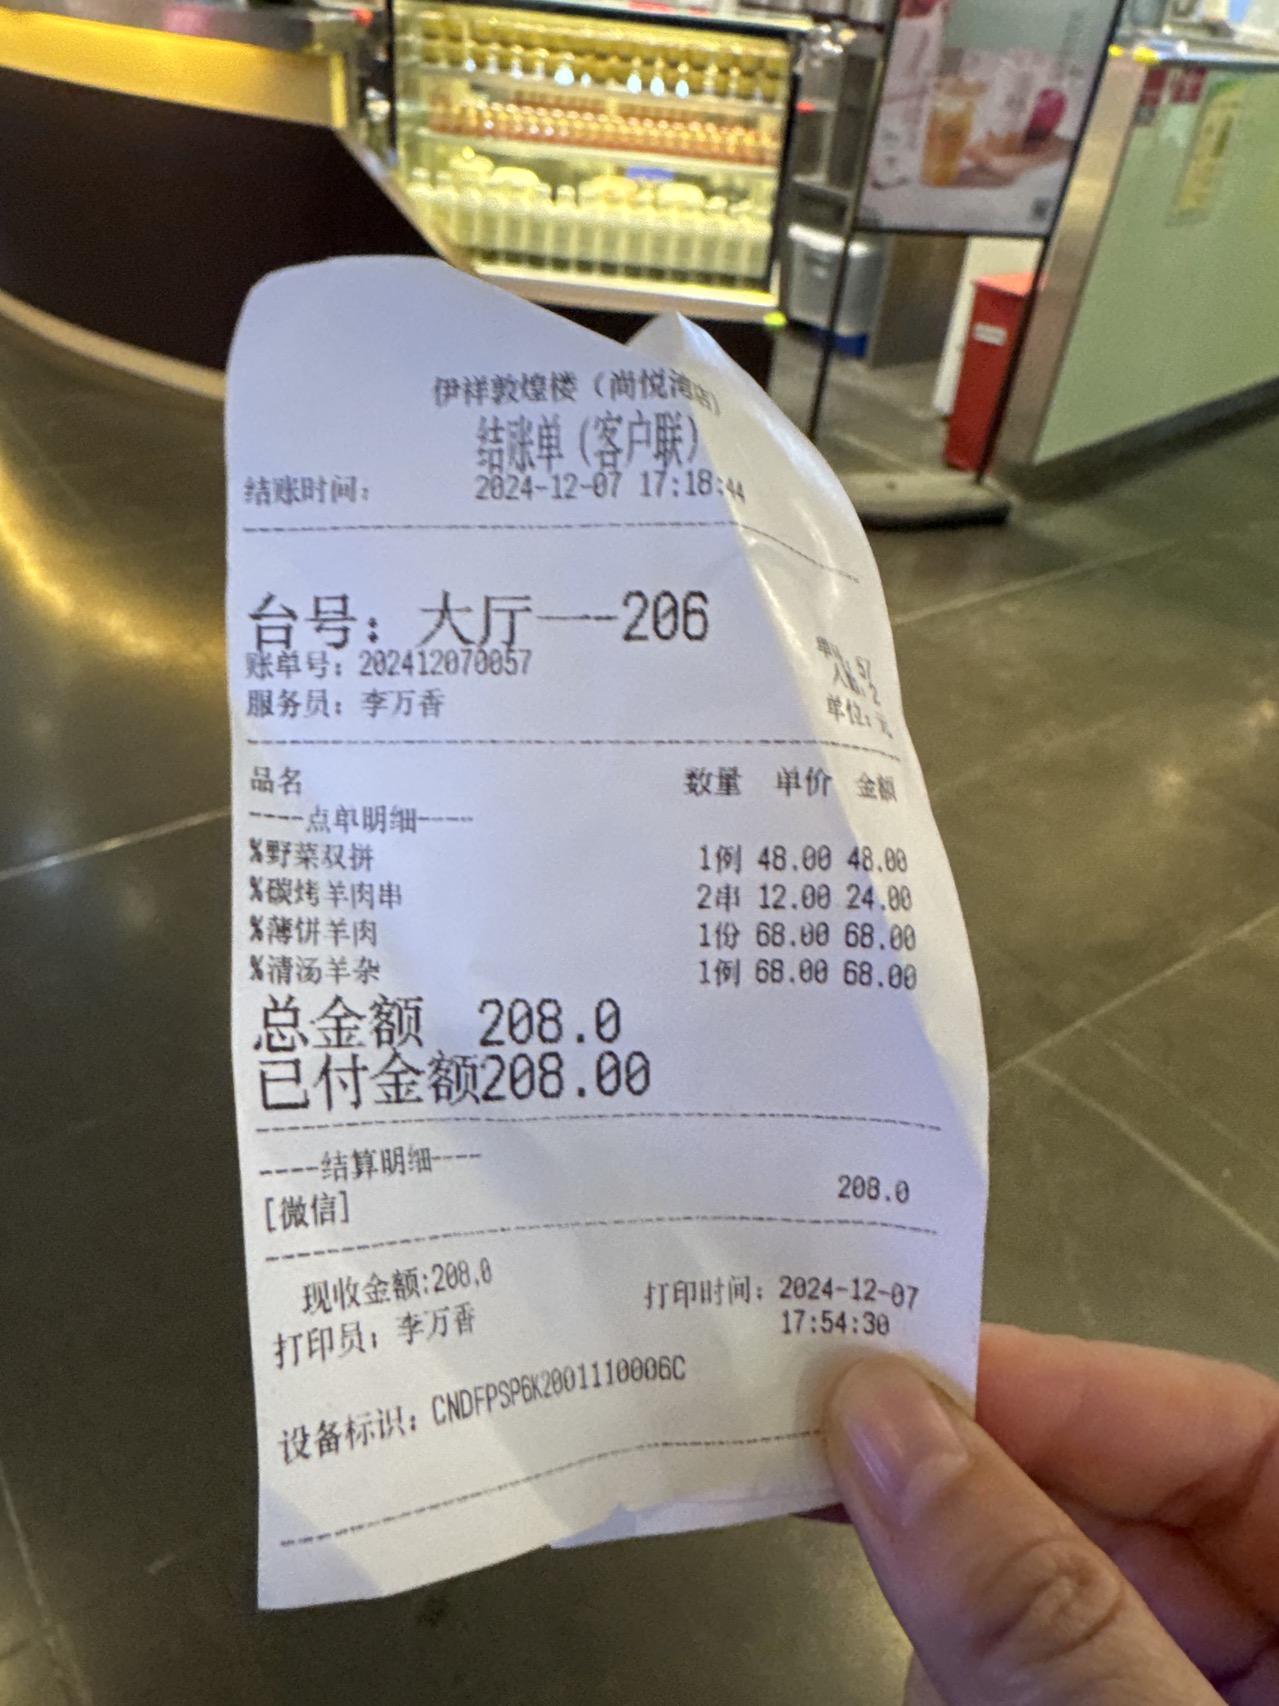 伊祥敦煌楼（尚悦湾店）
结账单（客户联）
结账时间： 2024-12-07 17:18:44
台号：大厅——206
账单号：202412070057
服务员：李万香
单位：元
品名 数量 单价 金额
----点单明细----
%野菜双拼 1例 48.00 48.00
%碳烤羊肉串 2串 12.00 24.00
%薄饼羊肉 1份 68.00 68.00
%清汤羊杂 1例 68.00 68.00
总金额 208.0
已付金额208.00
----结算明细----
[微信] 208.0
现收金额:208.0
打印员：李万香
打印时间：2024-12-07
17:54:30
设备标识：CNDFPSP6K2001110006C